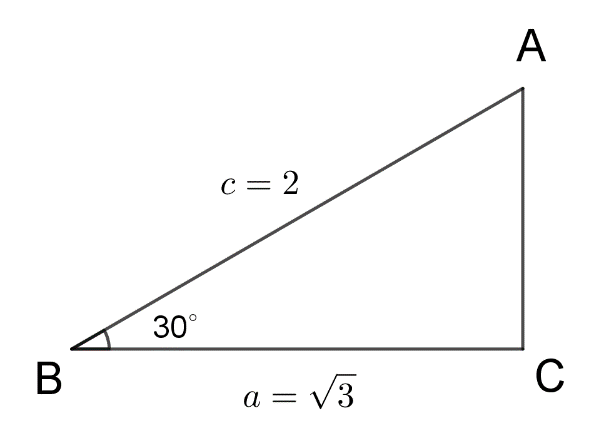 A
c = 2
30°
B
C
a = √3